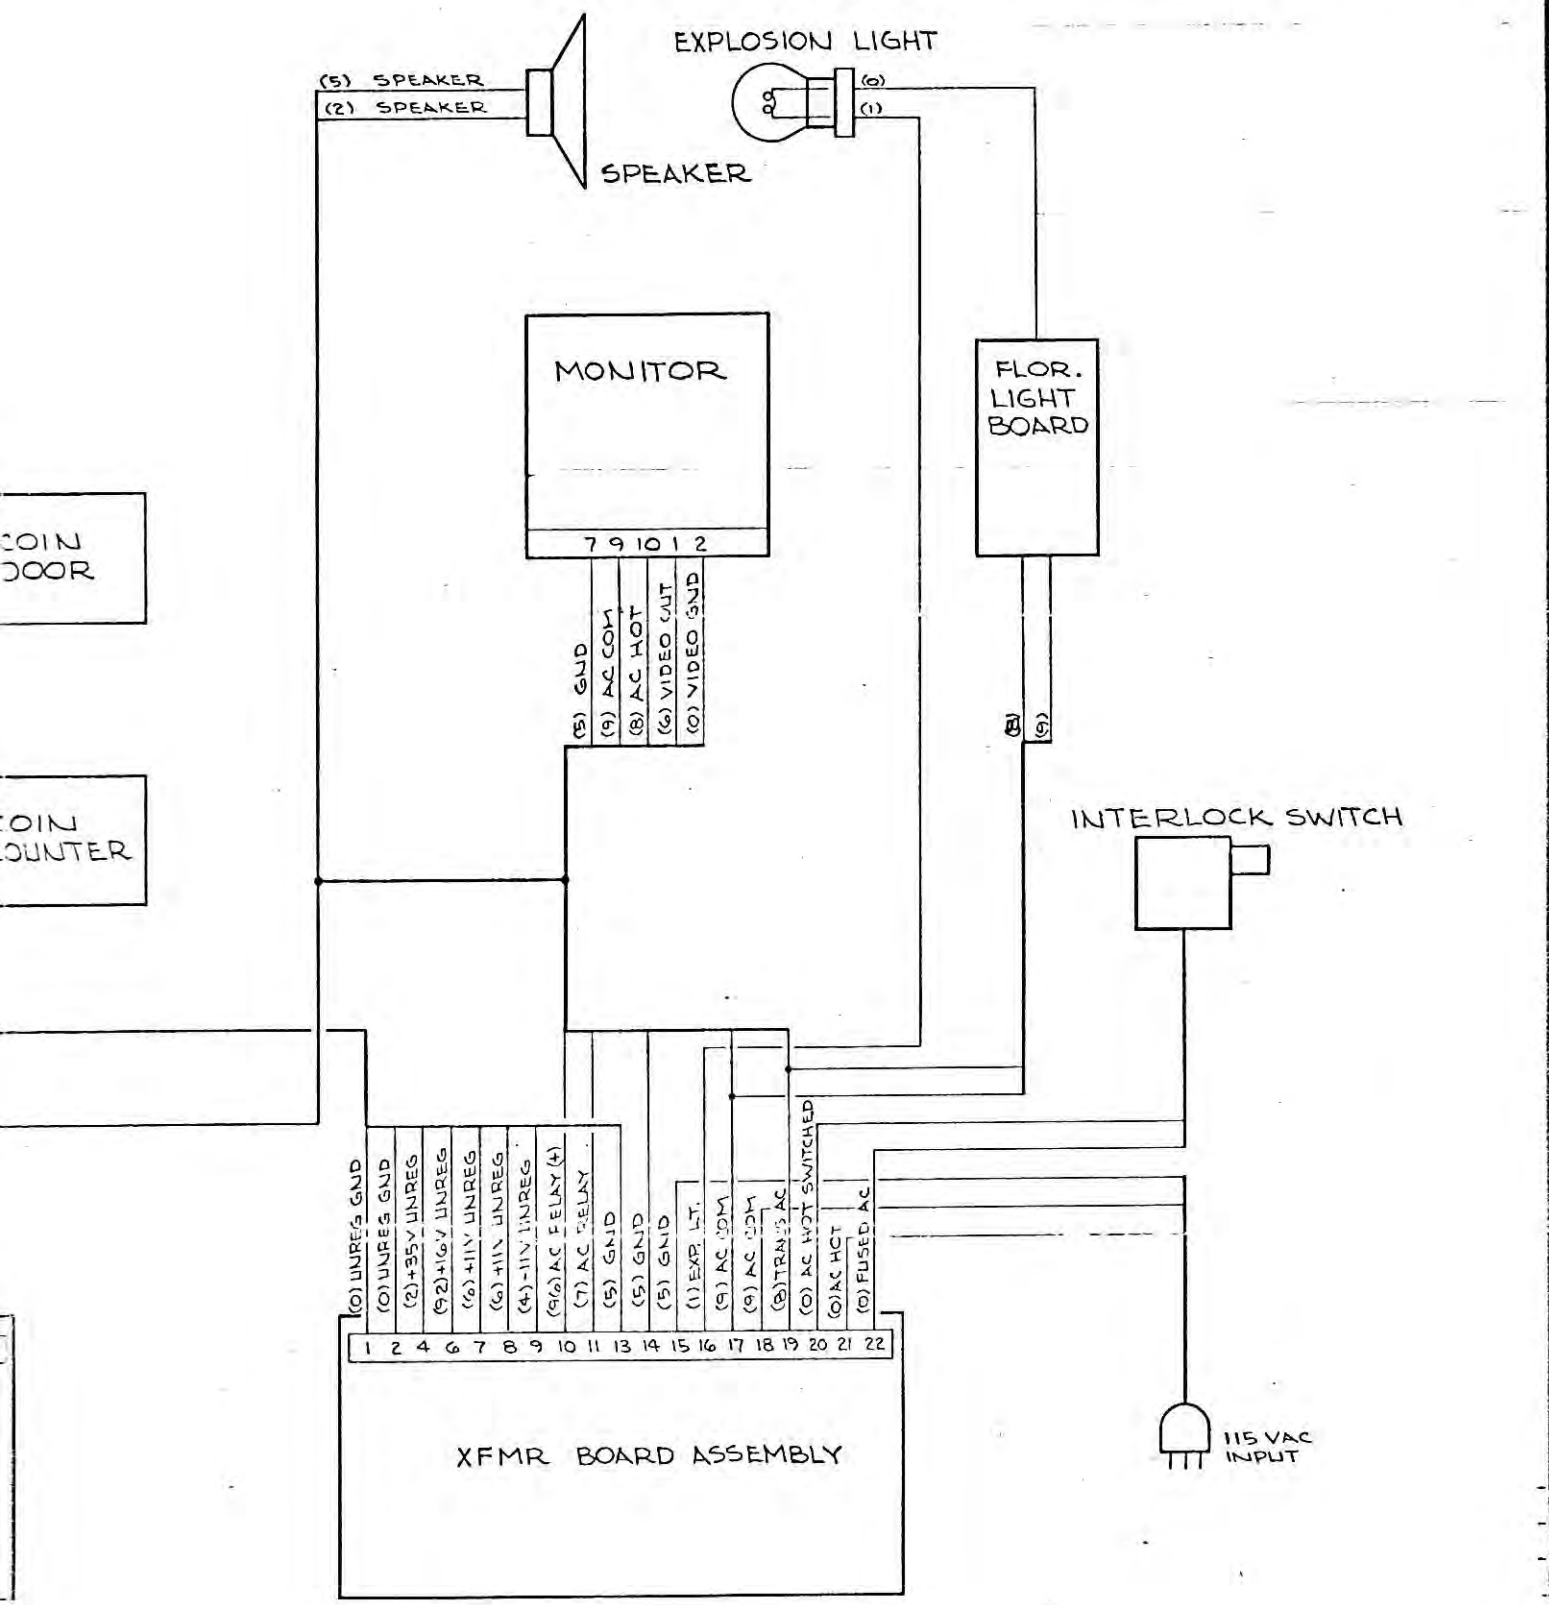 EXPLOSION LIGHT
(5) SPEAKER
(2) SPEAKER
(0)
(1)
SPEAKER
MONITOR
FLOR.
LIGHT
BOARD
7 9 10 1 2
(5) GND
(9) AC COM
(8) AC HOT
(6) VIDEO OUT
(0) VIDEO GND
COIN
DOOR
(8)
(9)
COIN
COUNTER
INTERLOCK SWITCH
(0) UNREG GND
(0) UNREG GND
(2)+35V UNREG
(92)+16V UNREG
(6)+11V UNREG
(6)+11V UNREG
(4)-11V UNREG
(96) AC RELAY (+)
(7) AC RELAY
(5) GND
(5) GND
(5) GND
(1) EXP. LT.
(9) AC COM
(9) AC COM
(8) TRANS AC
(0) AC HOT SWITCHED
(0) AC HOT
(0) FUSED AC
1 2 4 6 7 8 9 10 11 13 14 15 16 17 18 19 20 21 22
XFMR BOARD ASSEMBLY
115 VAC
INPUT